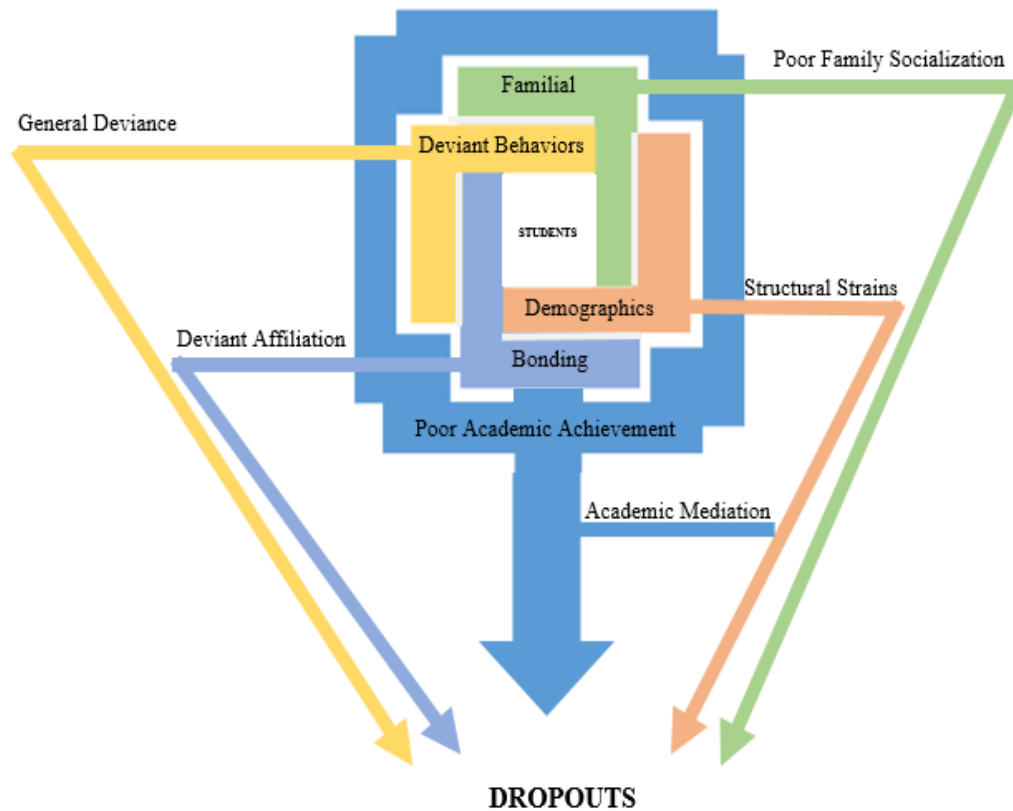 Poor Family Socialization
Familial
General Deviance
Deviant Behaviors
STUDENTS
Structural Strains
Demographics
Deviant Affiliation
Bonding
Poor Academic Achievement
Academic Mediation
DROPOUTS